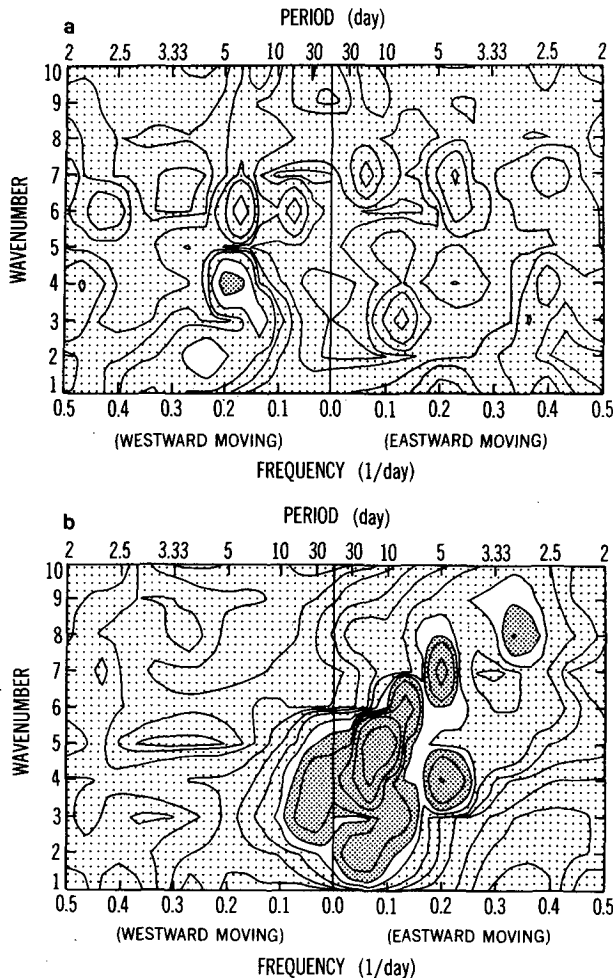 a
PERIOD (day)
2 2.5 3.33 5 10 30 30 10 5 3.33 2.5 2
10
9
8
7
6
5
4
3
2
1
WAVENUMBER
0.5 0.4 0.3 0.2 0.1 0.0 0.1 0.2 0.3 0.4 0.5
(WESTWARD MOVING) (EASTWARD MOVING)
FREQUENCY (1/day)
b
PERIOD (day)
2 2.5 3.33 5 10 30 30 10 5 3.33 2.5 2
10
9
8
7
6
5
4
3
2
1
WAVENUMBER
0.5 0.4 0.3 0.2 0.1 0.0 0.1 0.2 0.3 0.4 0.5
(WESTWARD MOVING) (EASTWARD MOVING)
FREQUENCY (1/day)